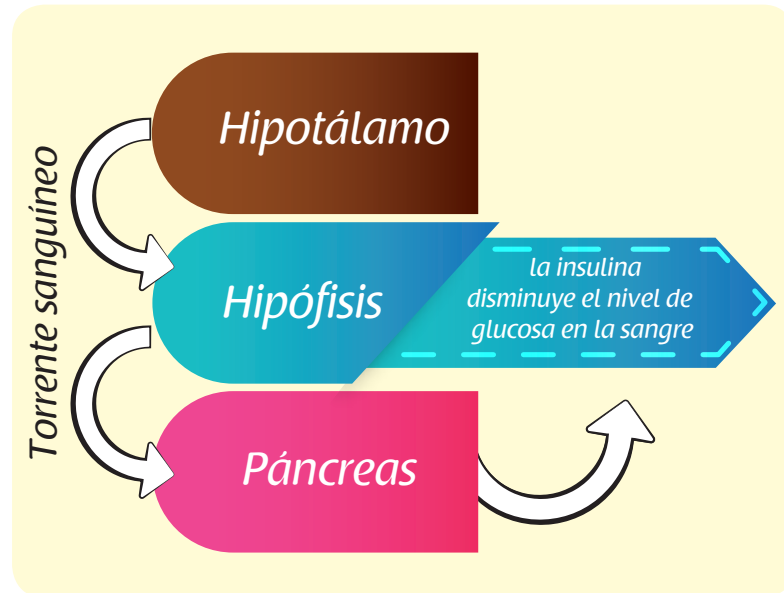 Torrente sanguíneo
Hipotálamo
Hipófisis
la insulina
disminuye el nivel de
glucosa en la sangre
Páncreas